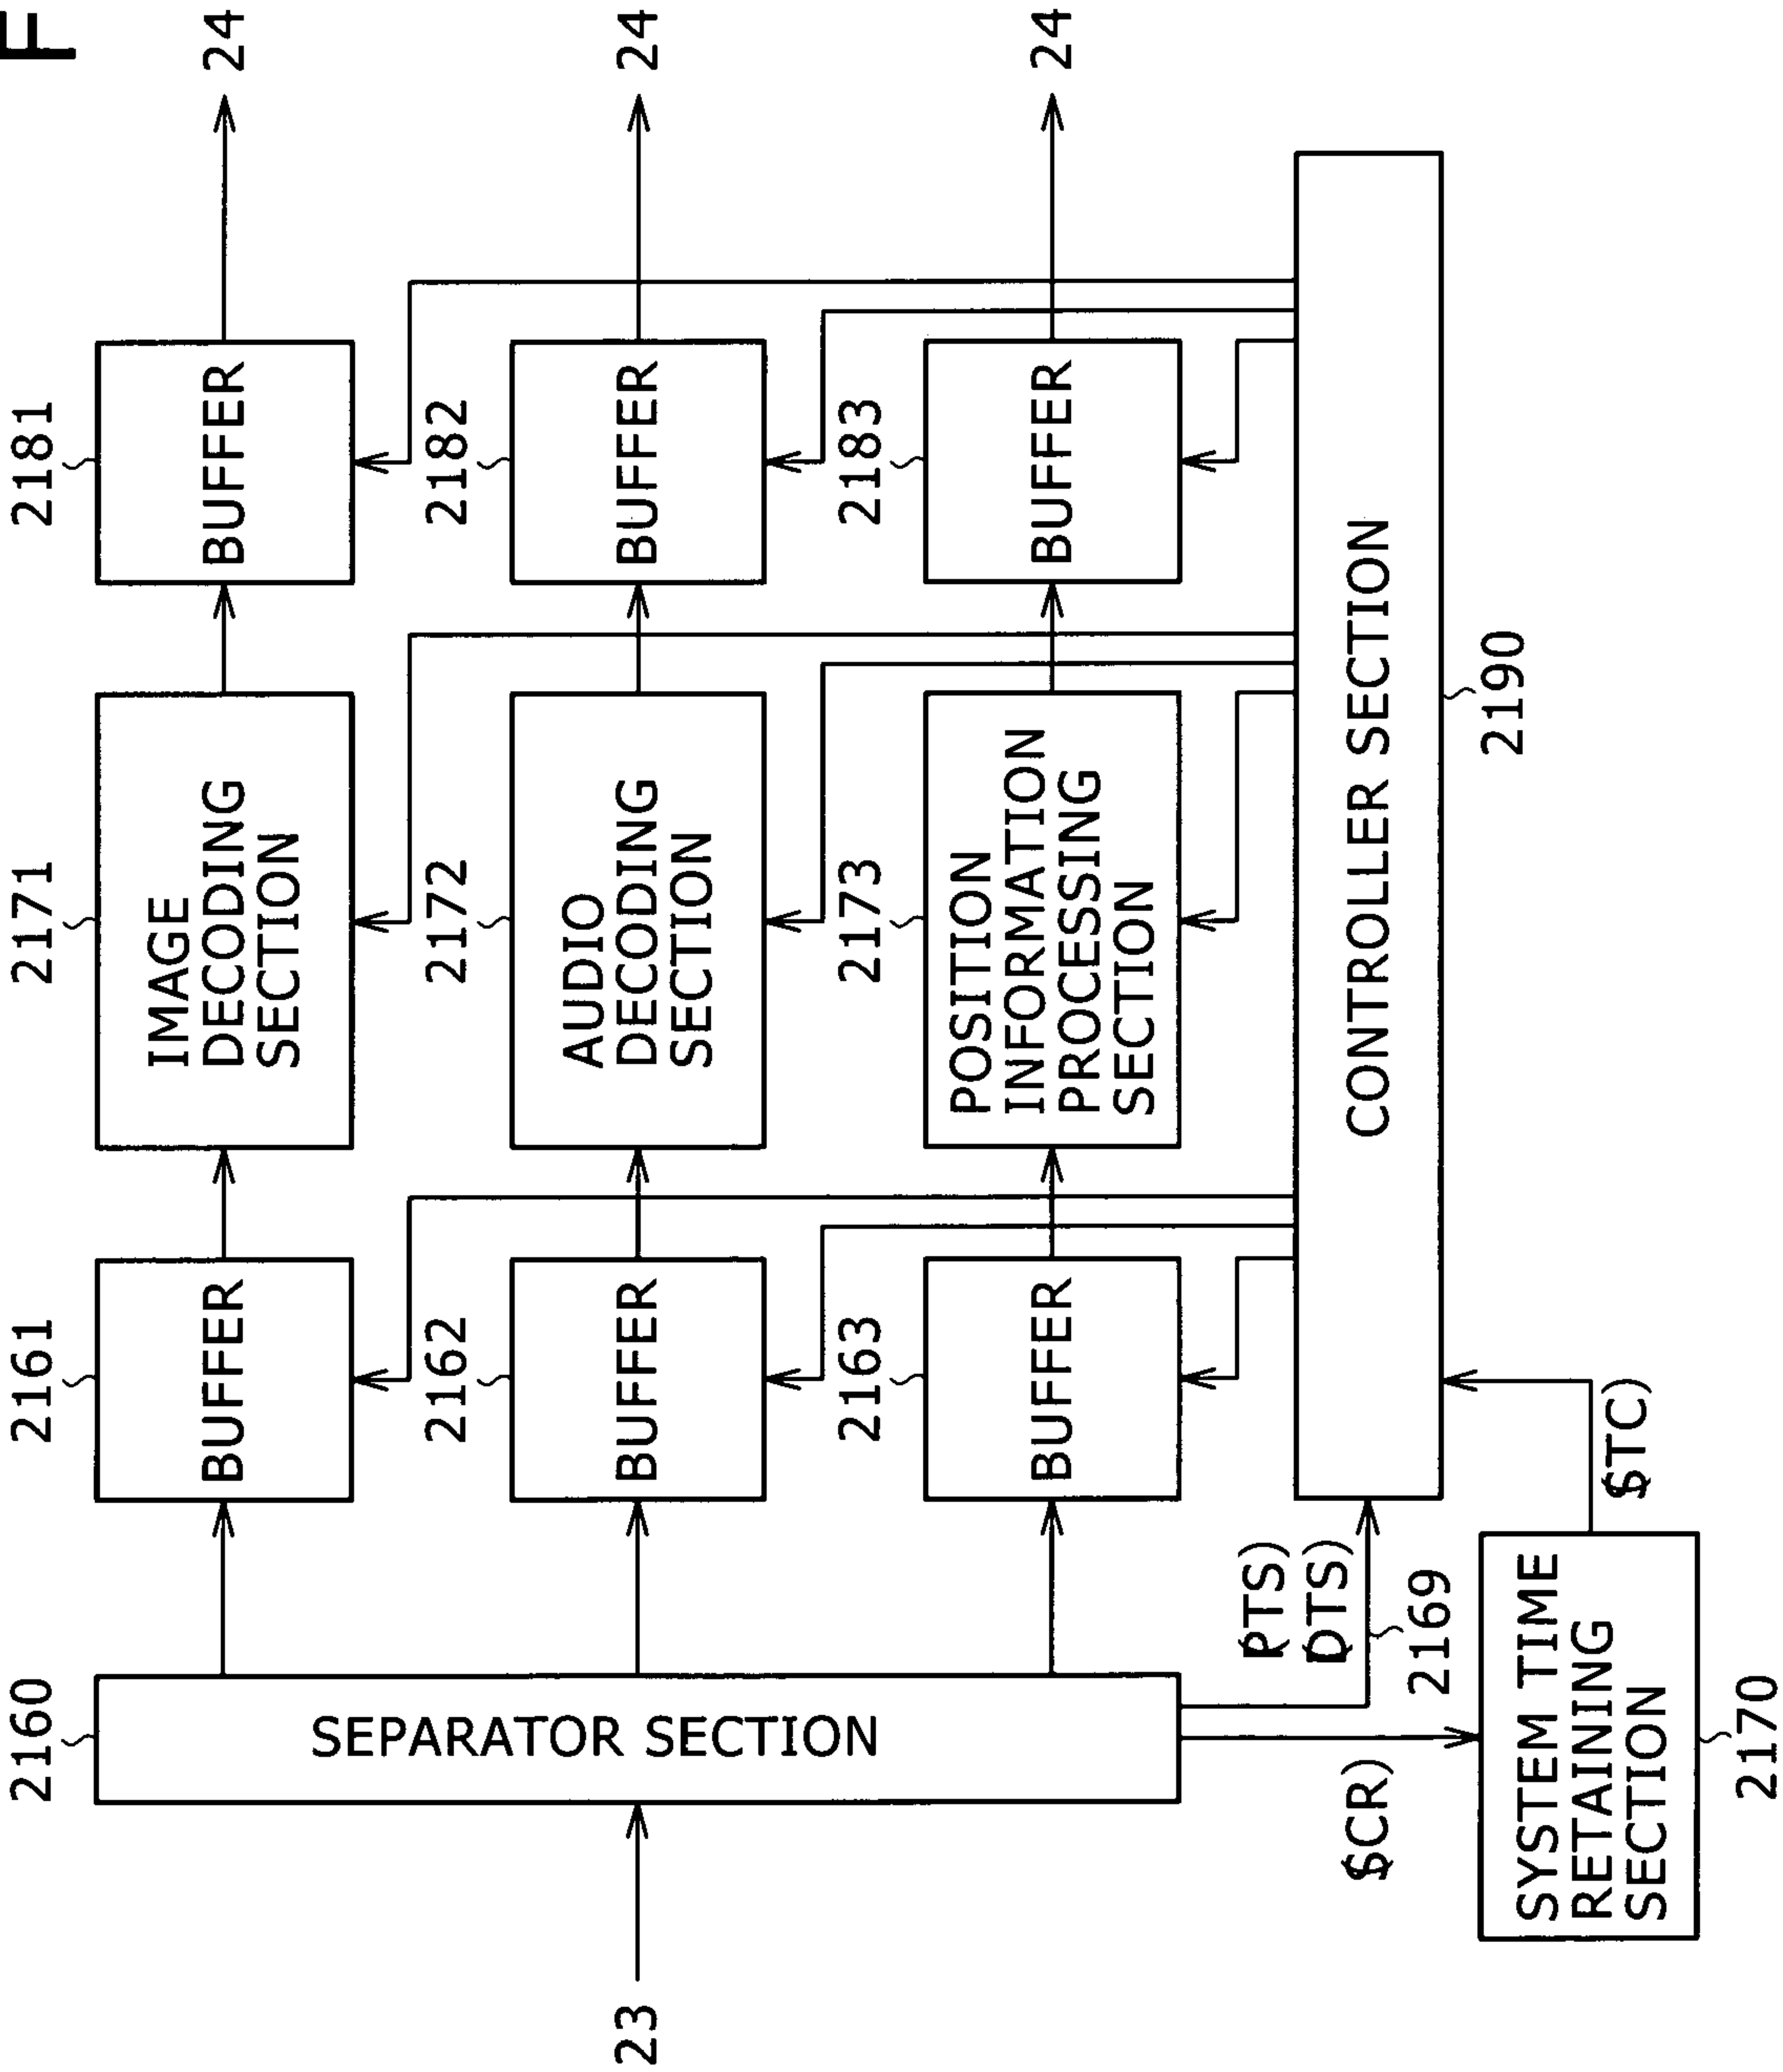 2160
2161
2171
2181
SEPARATOR SECTION
BUFFER
IMAGE
DECODING
SECTION
BUFFER
24
2162
2172
2182
23
BUFFER
AUDIO
DECODING
SECTION
BUFFER
24
2163
2173
2183
BUFFER
POSITION
INFORMATION
PROCESSING
SECTION
BUFFER
24
(PTS)
(DTS)
2169
(SCR)
CONTROLLER SECTION
2190
SYSTEM TIME
RETAINING
SECTION
(STC)
2170